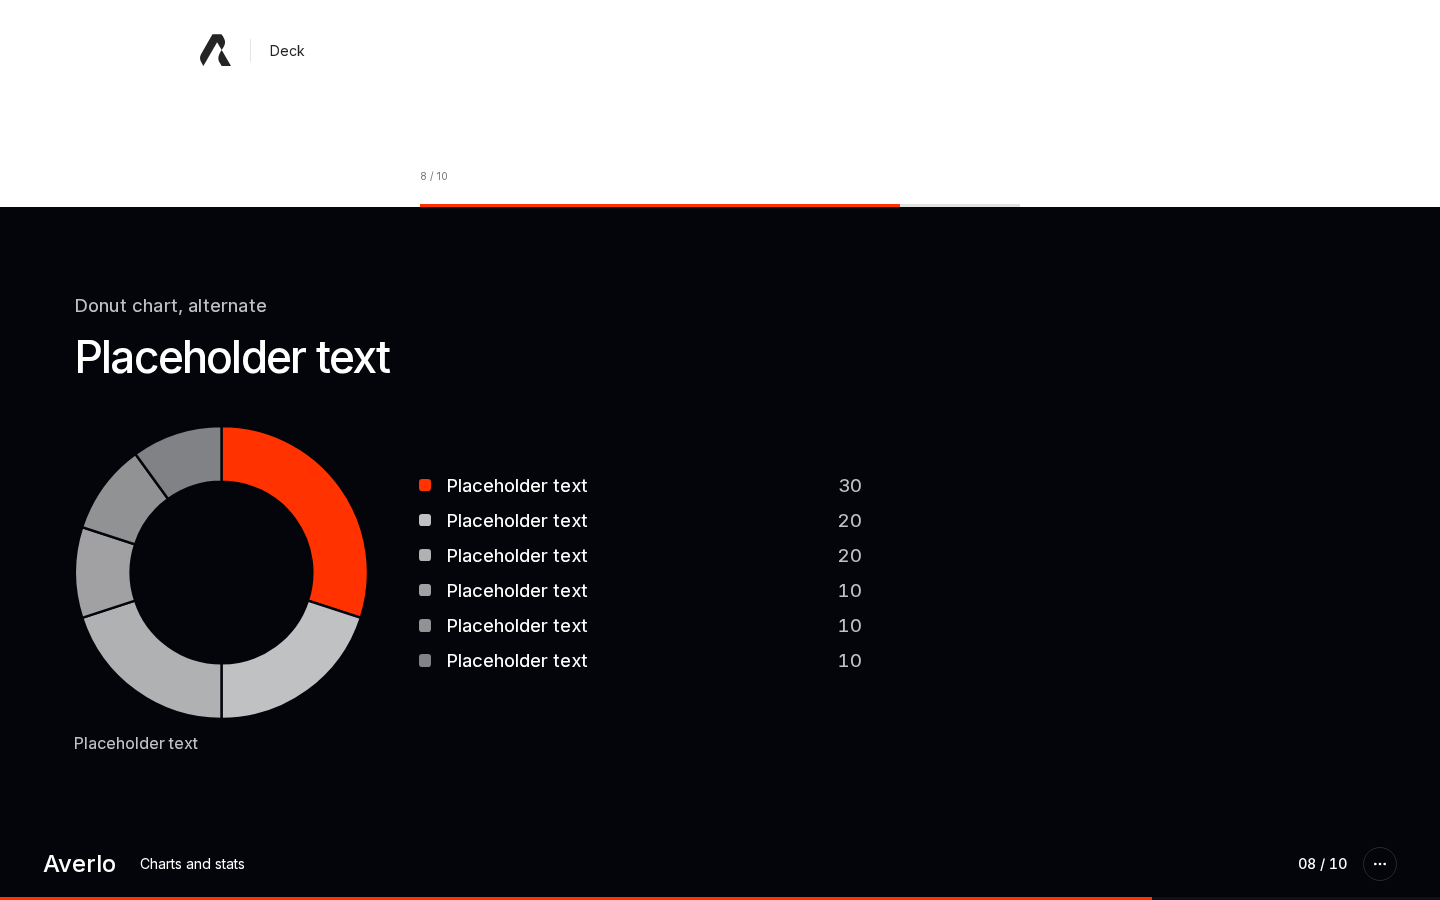 Deck
8 / 10
Donut chart, alternate
Placeholder text
Placeholder text 30
Placeholder text 20
Placeholder text 20
Placeholder text 10
Placeholder text 10
Placeholder text 10
Placeholder text
Averlo Charts and stats 08 / 10